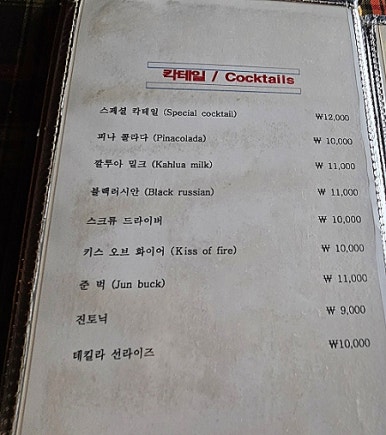 칵테일 / Cocktails
스페셜 칵테일 (Special cocktail) ₩12,000
피나 콜라다 (Pinacolada) ₩ 10,000
깔루아 밀크 (Kahlua milk) ₩ 11,000
블랙러시안 (Black russian) ₩ 11,000
스크류 드라이버 ₩ 10,000
키스 오브 화이어 (Kiss of fire) ₩ 10,000
준 벅 (Jun buck) ₩ 11,000
진토닉 ₩ 9,000
테킬라 선라이즈 ₩10,000